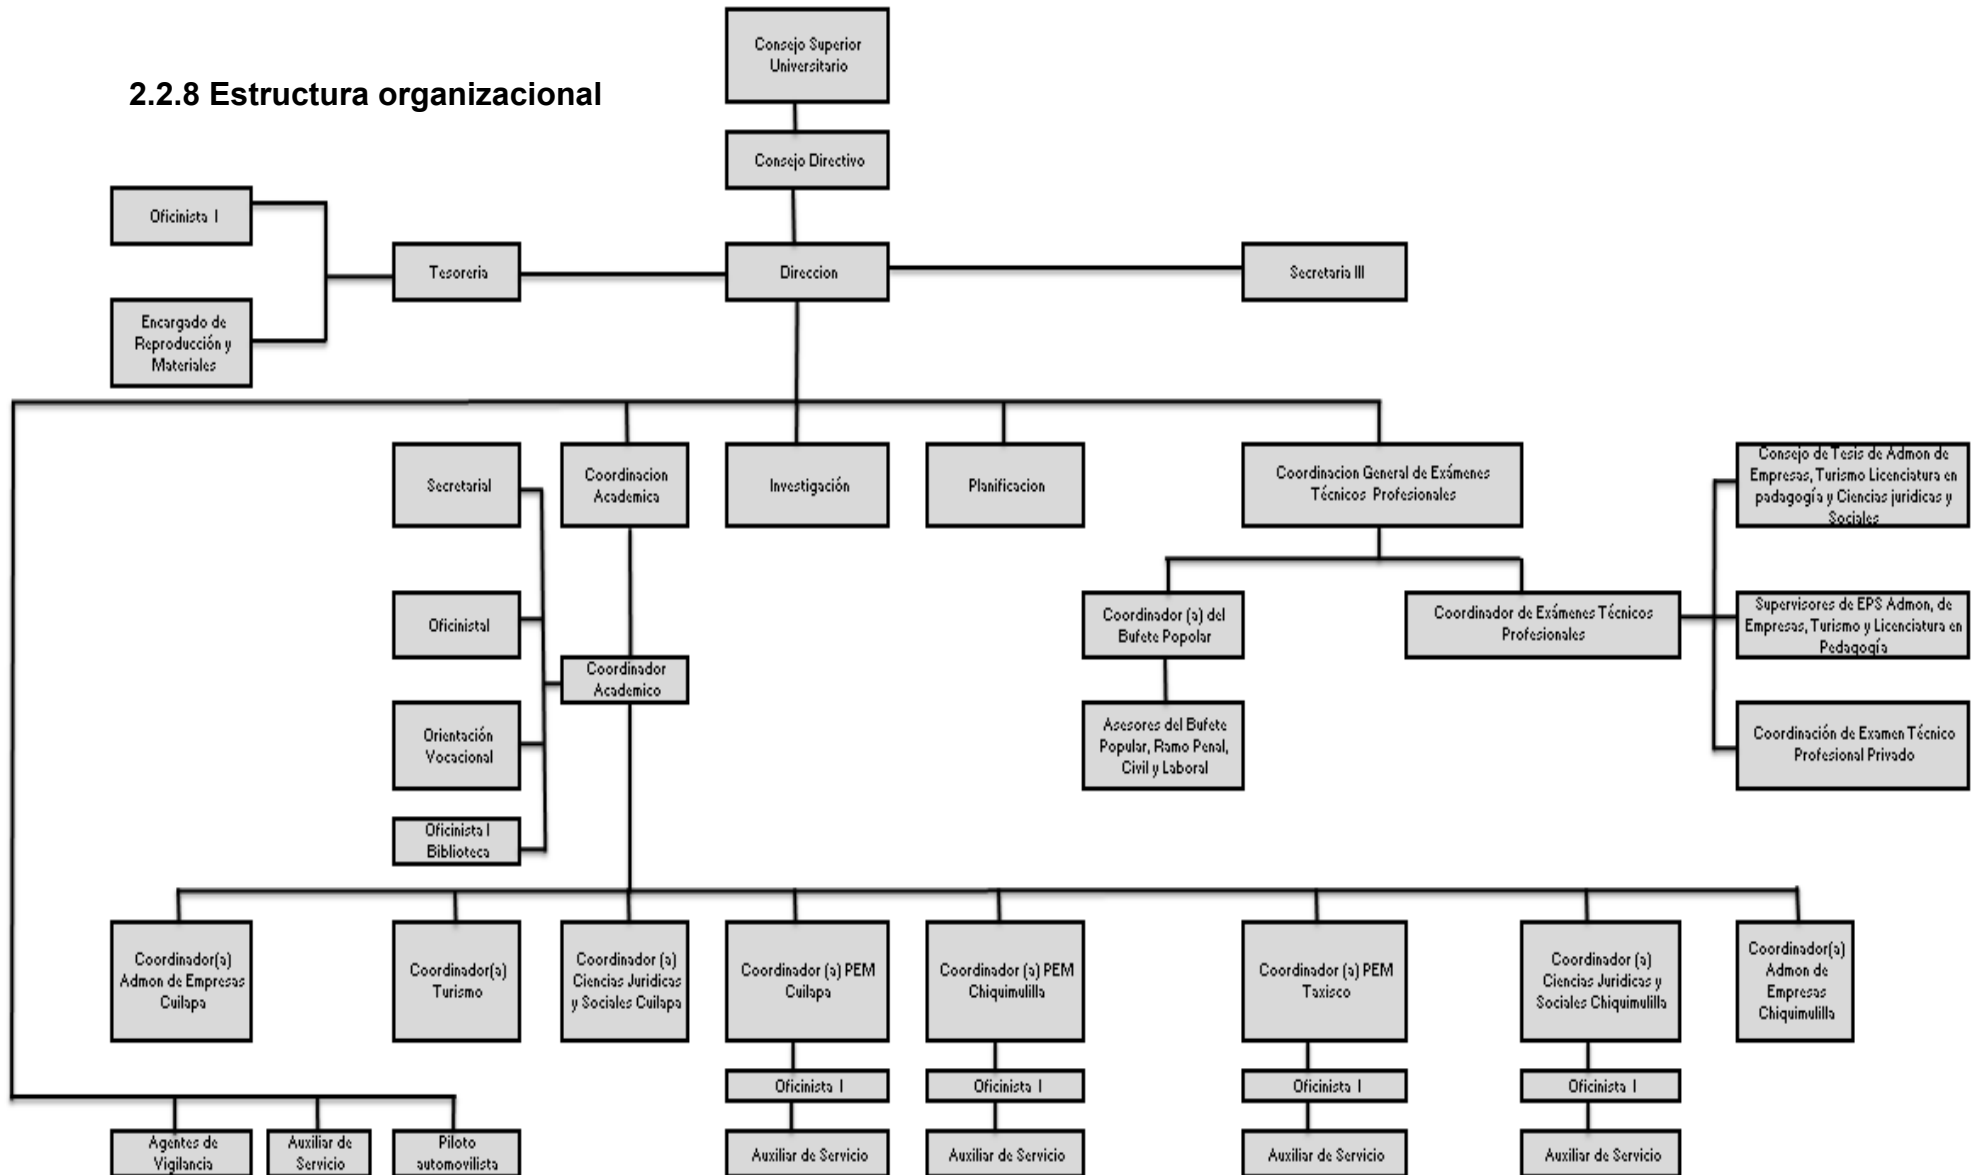 Consejo Superior
Universitario
2.2.8 Estructura organizacional
Consejo Directivo
Oficinista I
Tesoreria
Direccion
Secretaria III
Encargado de
Reproducción y
Materiales
Secretarial
Coordinacion
Academica
Investigación
Planificacion
Coordinacion General de Exámenes
Técnicos Profesionales
Consejo de Tesis de Admon de
Empresas, Turismo Licenciatura en
padagogía y Ciencias juridicas y
Sociales
Oficinistal
Coordinador
Academico
Orientación
Vocacional
Oficinista I
Biblioteca
Coordinador (a) del
Bufete Popolar
Coordinador de Exámenes Técnicos
Profesionales
Supervisores de EPS Admon, de
Empresas, Turismo y Licenciatura en
Pedagogía
Asesores del Bufete
Popular, Ramo Penal,
Civil y Laboral
Coordinación de Examen Técnico
Profesional Privado
Coordinador(a)
Admon de Empresas
Cuilapa
Coordinador(a)
Turismo
Coordinador (a)
Ciencias Juridicas
y Sociales Cuilapa
Coordinador (a) PEM
Cuilapa
Coordinador (a) PEM
Chiquimulilla
Coordinador (a) PEM
Taxisco
Coordinador (a)
Ciencias Juridicas y
Sociales Chiquimulilla
Coordinador(a)
Admon de
Empresas
Chiquimulilla
Oficinista I
Oficinista I
Oficinista I
Oficinista I
Agentes de
Vigilancia
Auxiliar de
Servicio
Piloto
automovilista
Auxiliar de Servicio
Auxiliar de Servicio
Auxiliar de Servicio
Auxiliar de Servicio